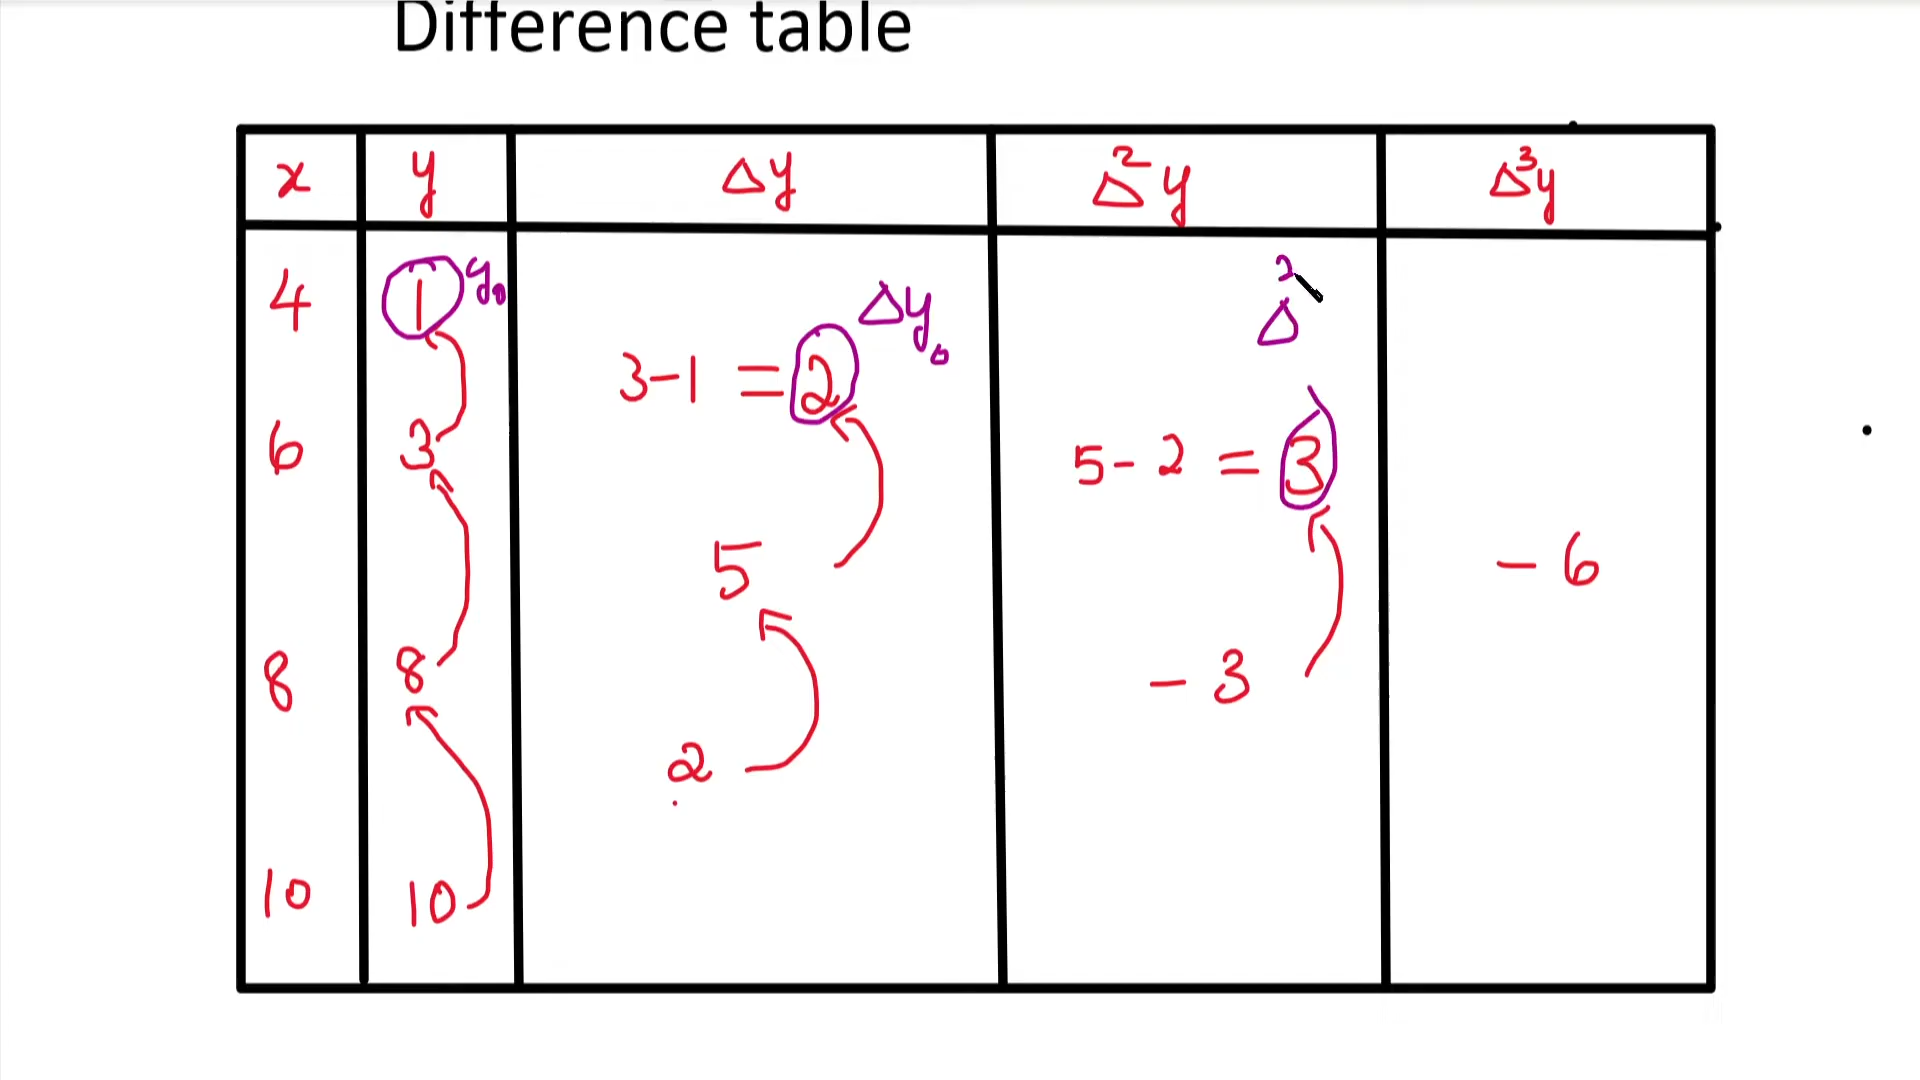 Difference table
x y Δy Δ²y Δ³y
4 1 y₀
3-1 = 2 Δy₀
Δ²
6 3
5-2 = 3
5
- 6
8 8
- 3
2
10 10